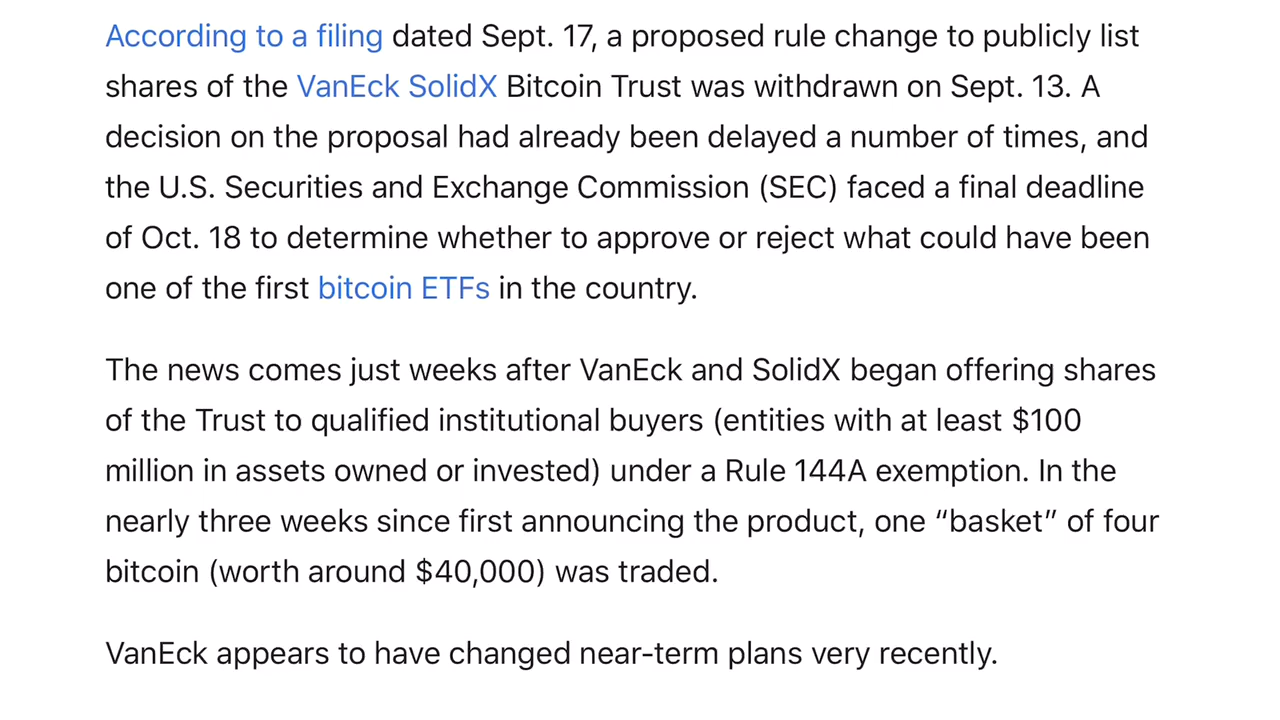 According to a filing dated Sept. 17, a proposed rule change to publicly list
shares of the VanEck SolidX Bitcoin Trust was withdrawn on Sept. 13. A
decision on the proposal had already been delayed a number of times, and
the U.S. Securities and Exchange Commission (SEC) faced a final deadline
of Oct. 18 to determine whether to approve or reject what could have been
one of the first bitcoin ETFs in the country.
The news comes just weeks after VanEck and SolidX began offering shares
of the Trust to qualified institutional buyers (entities with at least $100
million in assets owned or invested) under a Rule 144A exemption. In the
nearly three weeks since first announcing the product, one “basket” of four
bitcoin (worth around $40,000) was traded.
VanEck appears to have changed near-term plans very recently.